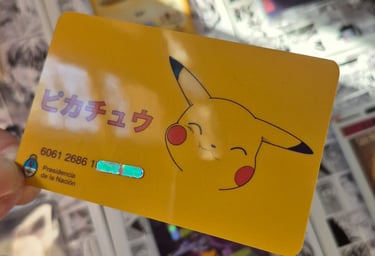 ピカチュウ
6061 2686 1
Presidencia
de la Nación